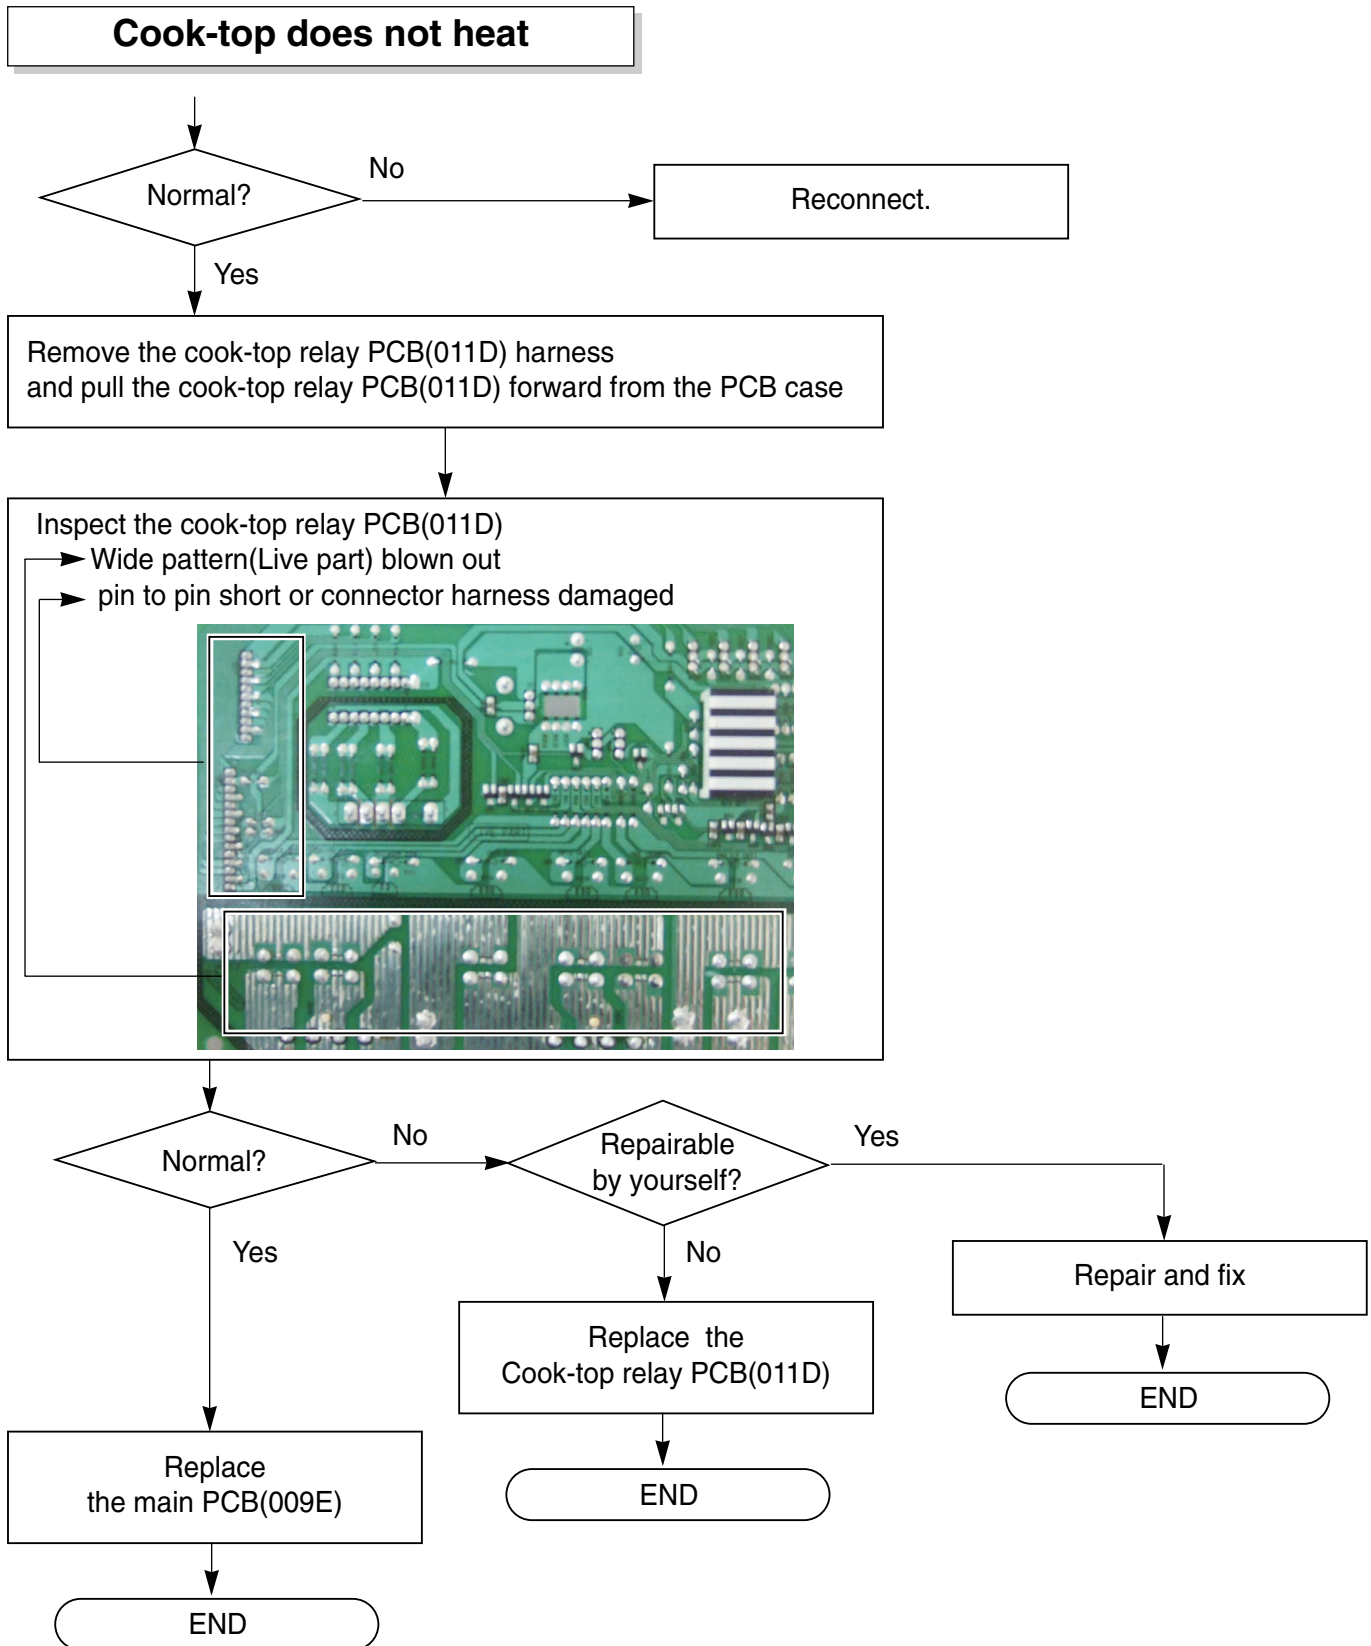 Cook-top does not heat
Normal?
No
Reconnect.
Yes
Remove the cook-top relay PCB(011D) harness
and pull the cook-top relay PCB(011D) forward from the PCB case
Inspect the cook-top relay PCB(011D)
Wide pattern(Live part) blown out
pin to pin short or connector harness damaged
Normal?
No
Repairable
by yourself?
Yes
Yes
No
Repair and fix
Replace the
Cook-top relay PCB(011D)
END
Replace
the main PCB(009E)
END
END